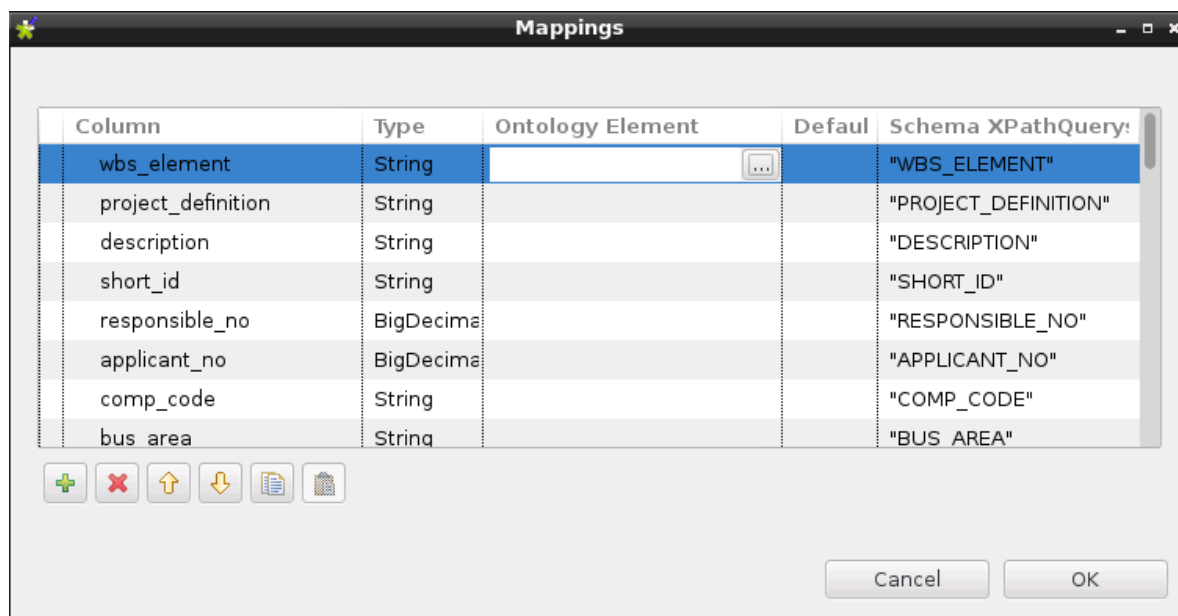 Mappings
Column Type Ontology Element Defaul Schema XPathQuerys
wbs_element String ... "WBS_ELEMENT"
project_definition String "PROJECT_DEFINITION"
description String "DESCRIPTION"
short_id String "SHORT_ID"
responsible_no BigDecima "RESPONSIBLE_NO"
applicant_no BigDecima "APPLICANT_NO"
comp_code String "COMP_CODE"
bus_area String "BUS_AREA"
Cancel OK